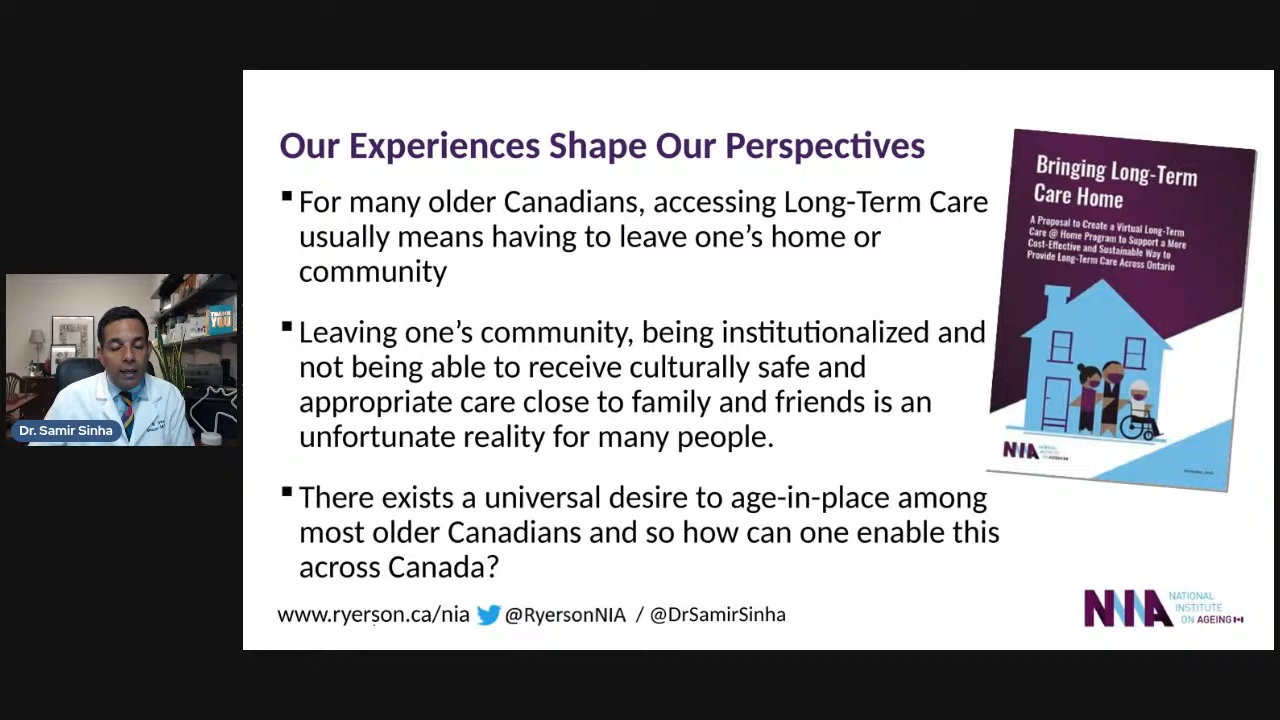 Our Experiences Shape Our Perspectives
▪ For many older Canadians, accessing Long-Term Care
usually means having to leave one’s home or
community
▪ Leaving one’s community, being institutionalized and
not being able to receive culturally safe and
appropriate care close to family and friends is an
unfortunate reality for many people.
▪ There exists a universal desire to age-in-place among
most older Canadians and so how can one enable this
across Canada?
www.ryerson.ca/nia @RyersonNIA / @DrSamirSinha
Bringing Long-Term
Care Home
A Proposal to Create a Virtual Long-Term
Care @ Home Program to Support a More
Cost-Effective and Sustainable Way to
Provide Long-Term Care Across Ontario
NIA
NIA
NATIONAL
INSTITUTE
ON AGEING
Dr. Samir Sinha
THANK
YOU